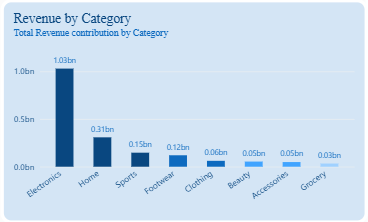 Revenue by Category
Total Revenue contribution by Category
1.03bn
1.0bn
0.31bn
0.5bn
0.15bn
0.12bn
0.06bn
0.05bn
0.05bn
0.03bn
0.0bn
Electronics
Home
Sports
Footwear
Clothing
Beauty
Accessories
Grocery